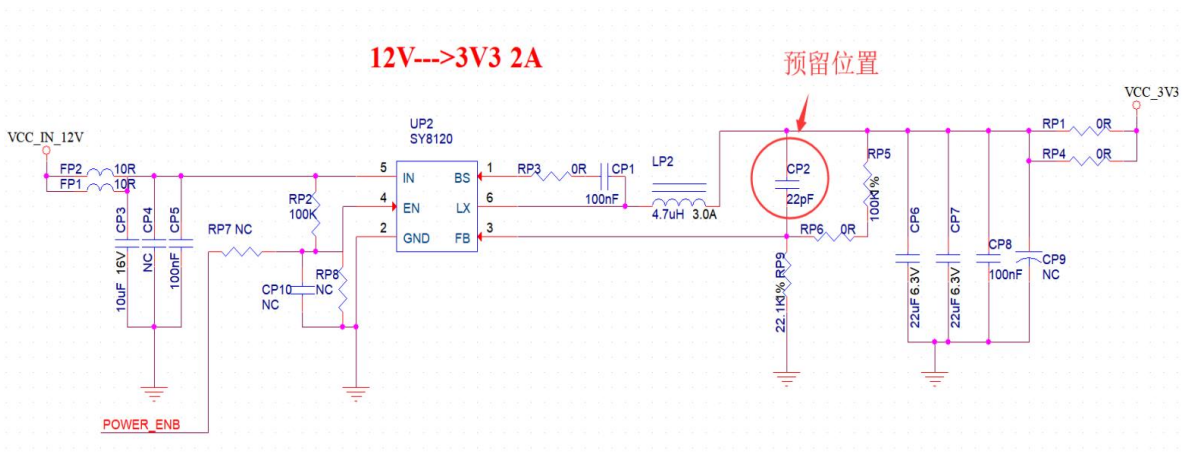 12V--->3V3 2A
预留位置
VCC_3V3
VCC_IN_12V
UP2
SY8120
FP2
10R
FP1
10R
5
IN
BS
1
RP3
0R
CP1
100nF
LP2
4.7uH
3.0A
CP2
22pF
RP5
100K
1%
RP1
0R
RP4
0R
4
EN
LX
6
2
GND
FB
3
RP2
100K
RP7 NC
RP6
0R
CP3
10uF 16V
CP4
NC
CP5
100nF
CP10
NC
RP8
NC
RP9
22.1K
1%
CP6
22uF 6.3V
CP7
22uF 6.3V
CP8
100nF
CP9
NC
POWER_ENB